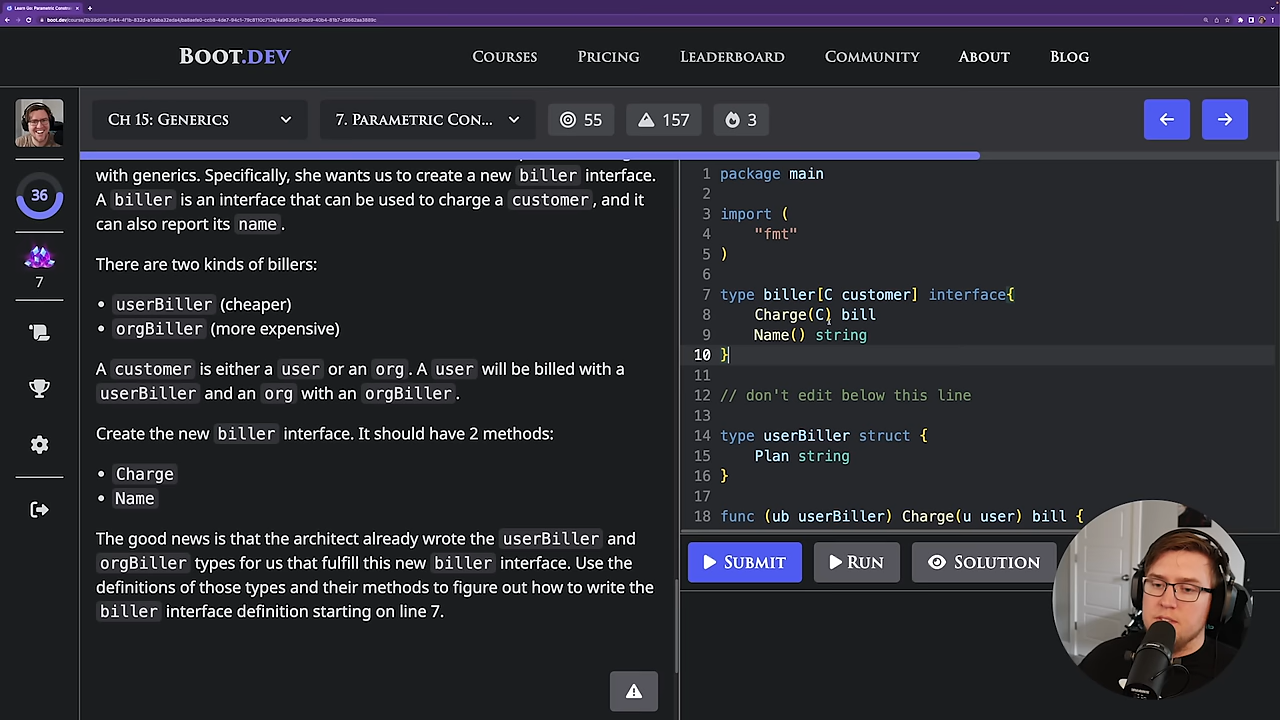 Learn Go: Parametric Constr
BOOT.DEV
COURSES
PRICING
LEADERBOARD
COMMUNITY
ABOUT
BLOG
CH 15: GENERICS
7. PARAMETRIC CON...
55
157
3
36
7
with generics. Specifically, she wants us to create a new biller interface.
A biller is an interface that can be used to charge a customer, and it
can also report its name.
There are two kinds of billers:
• userBiller (cheaper)
• orgBiller (more expensive)
A customer is either a user or an org. A user will be billed with a
userBiller and an org with an orgBiller.
Create the new biller interface. It should have 2 methods:
• Charge
• Name
The good news is that the architect already wrote the userBiller and
orgBiller types for us that fulfill this new biller interface. Use the
definitions of those types and their methods to figure out how to write the
biller interface definition starting on line 7.
1 package main
2
3 import (
4 "fmt"
5 )
6
7 type biller[C customer] interface{
8 Charge(C) bill
9 Name() string
10 }
11
12 // don't edit below this line
13
14 type userBiller struct {
15 Plan string
16 }
17
18 func (ub userBiller) Charge(u user) bill {
SUBMIT
RUN
SOLUTION